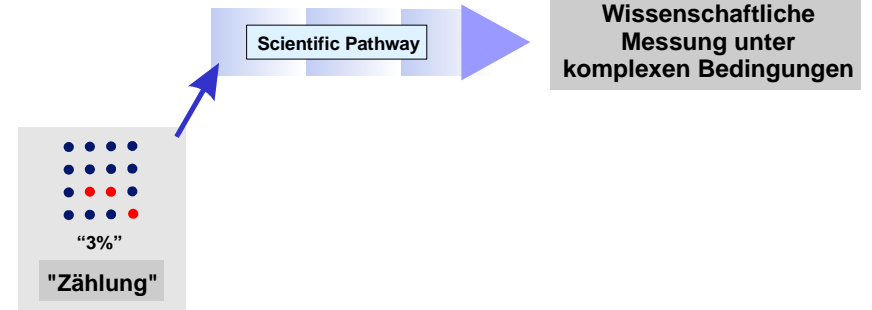 Wissenschaftliche
Messung unter
komplexen Bedingungen
Scientific Pathway
“3%”
"Zählung"